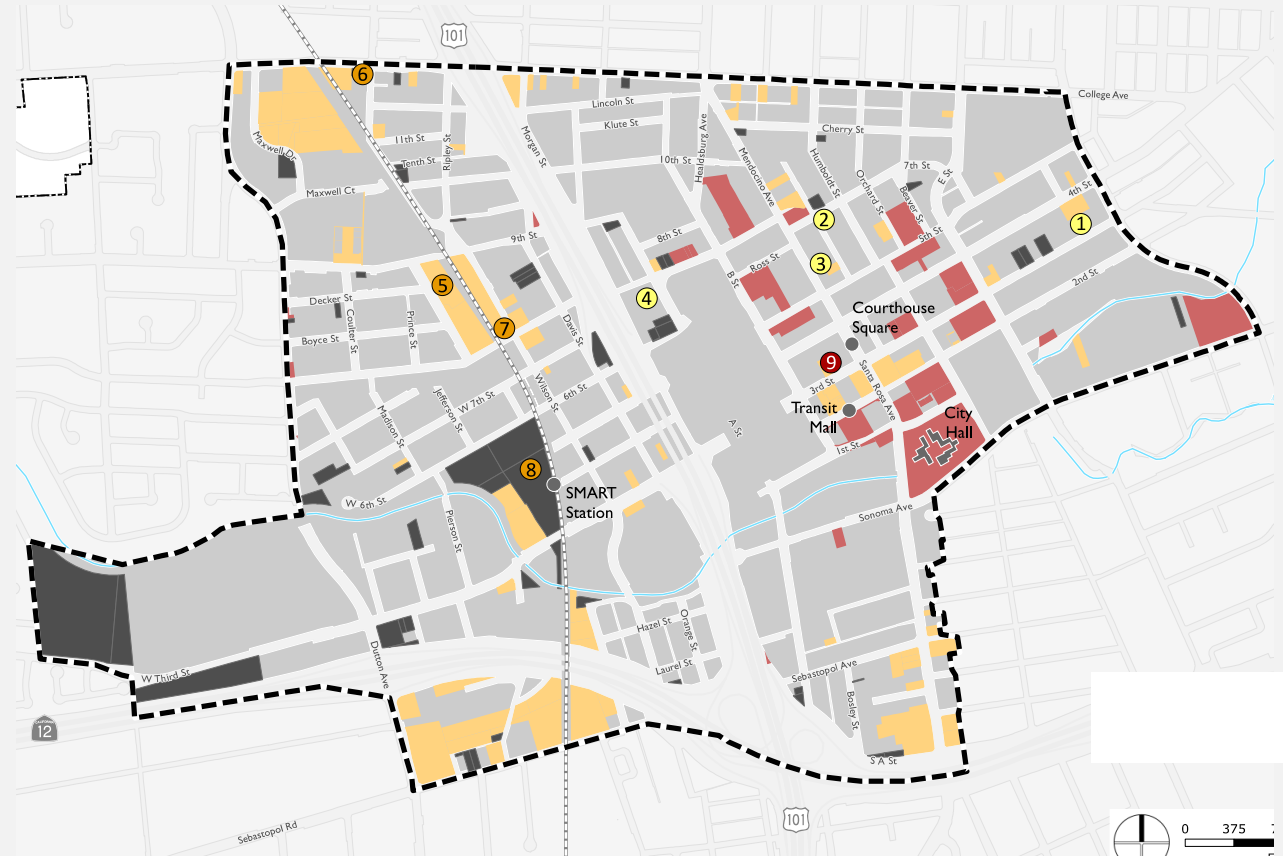 101
6
College Ave
Lincoln St
Klute St
Cherry St
Maxwell Dr
11th St
Tenth St
Ripley St
Morgan St
10th St
Healdsburg Ave
Mendocino Ave
Humboldt St
Orchard St
7th St
Beaver St
E St
4th St
Maxwell Ct
2
1
9th St
8th St
5th St
Ross St
B St
3
2nd St
5
4
Decker St
Coulter St
Prince St
Boyce St
7
Davis St
Courthouse
Square
9
3rd St
Santa Rosa Ave
Wilson St
6th St
Jefferson St
W 7th St
Madison St
Transit
Mall
A St
City
Hall
1st St
8
SMART
Station
W 6th St
Pierson St
Sonoma Ave
Hazel St
Orange St
Laurel St
Dutton Ave
W Third St
Sebastopol Ave
Bosley St
CALIFORNIA
12
S A St
101
Sebastopol Rd
0 375